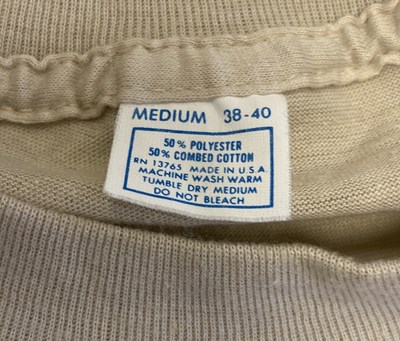 MEDIUM 38-40
50% POLYESTER
50% COMBED COTTON
RN 13765 MADE IN U.S.A.
MACHINE WASH WARM
TUMBLE DRY MEDIUM
DO NOT BLEACH